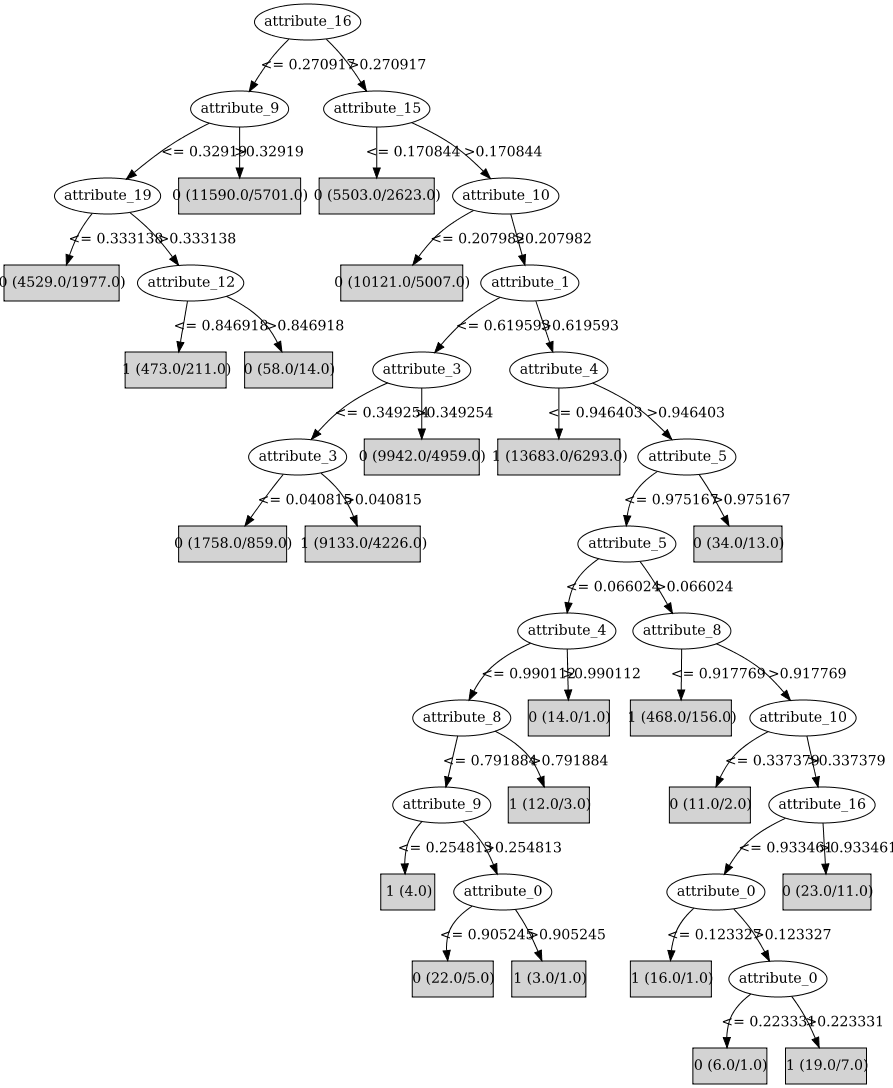 attribute_16
<= 0.270917 >0.270917
attribute_9 attribute_15
<= 0.32919 >0.32919 <= 0.170844 >0.170844
attribute_19 0 (11590.0/5701.0) 0 (5503.0/2623.0) attribute_10
<= 0.333138 >0.333138 <= 0.207982 >0.207982
0 (4529.0/1977.0) attribute_12 0 (10121.0/5007.0) attribute_1
<= 0.846918 >0.846918 <= 0.619593 >0.619593
1 (473.0/211.0) 0 (58.0/14.0) attribute_3 attribute_4
<= 0.349254 >0.349254 <= 0.946403 >0.946403
attribute_3 0 (9942.0/4959.0) 1 (13683.0/6293.0) attribute_5
<= 0.040815 >0.040815 <= 0.975167 >0.975167
0 (1758.0/859.0) 1 (9133.0/4226.0) attribute_5 0 (34.0/13.0)
<= 0.066024 >0.066024
attribute_4 attribute_8
<= 0.990112 >0.990112 <= 0.917769 >0.917769
attribute_8 0 (14.0/1.0) 1 (468.0/156.0) attribute_10
<= 0.791884 >0.791884 <= 0.337379 >0.337379
attribute_9 1 (12.0/3.0) 0 (11.0/2.0) attribute_16
<= 0.254813 >0.254813 <= 0.933461 >0.933461
1 (4.0) attribute_0 attribute_0 0 (23.0/11.0)
<= 0.905245 >0.905245 <= 0.123327 >0.123327
0 (22.0/5.0) 1 (3.0/1.0) 1 (16.0/1.0) attribute_0
<= 0.223331 >0.223331
0 (6.0/1.0) 1 (19.0/7.0)